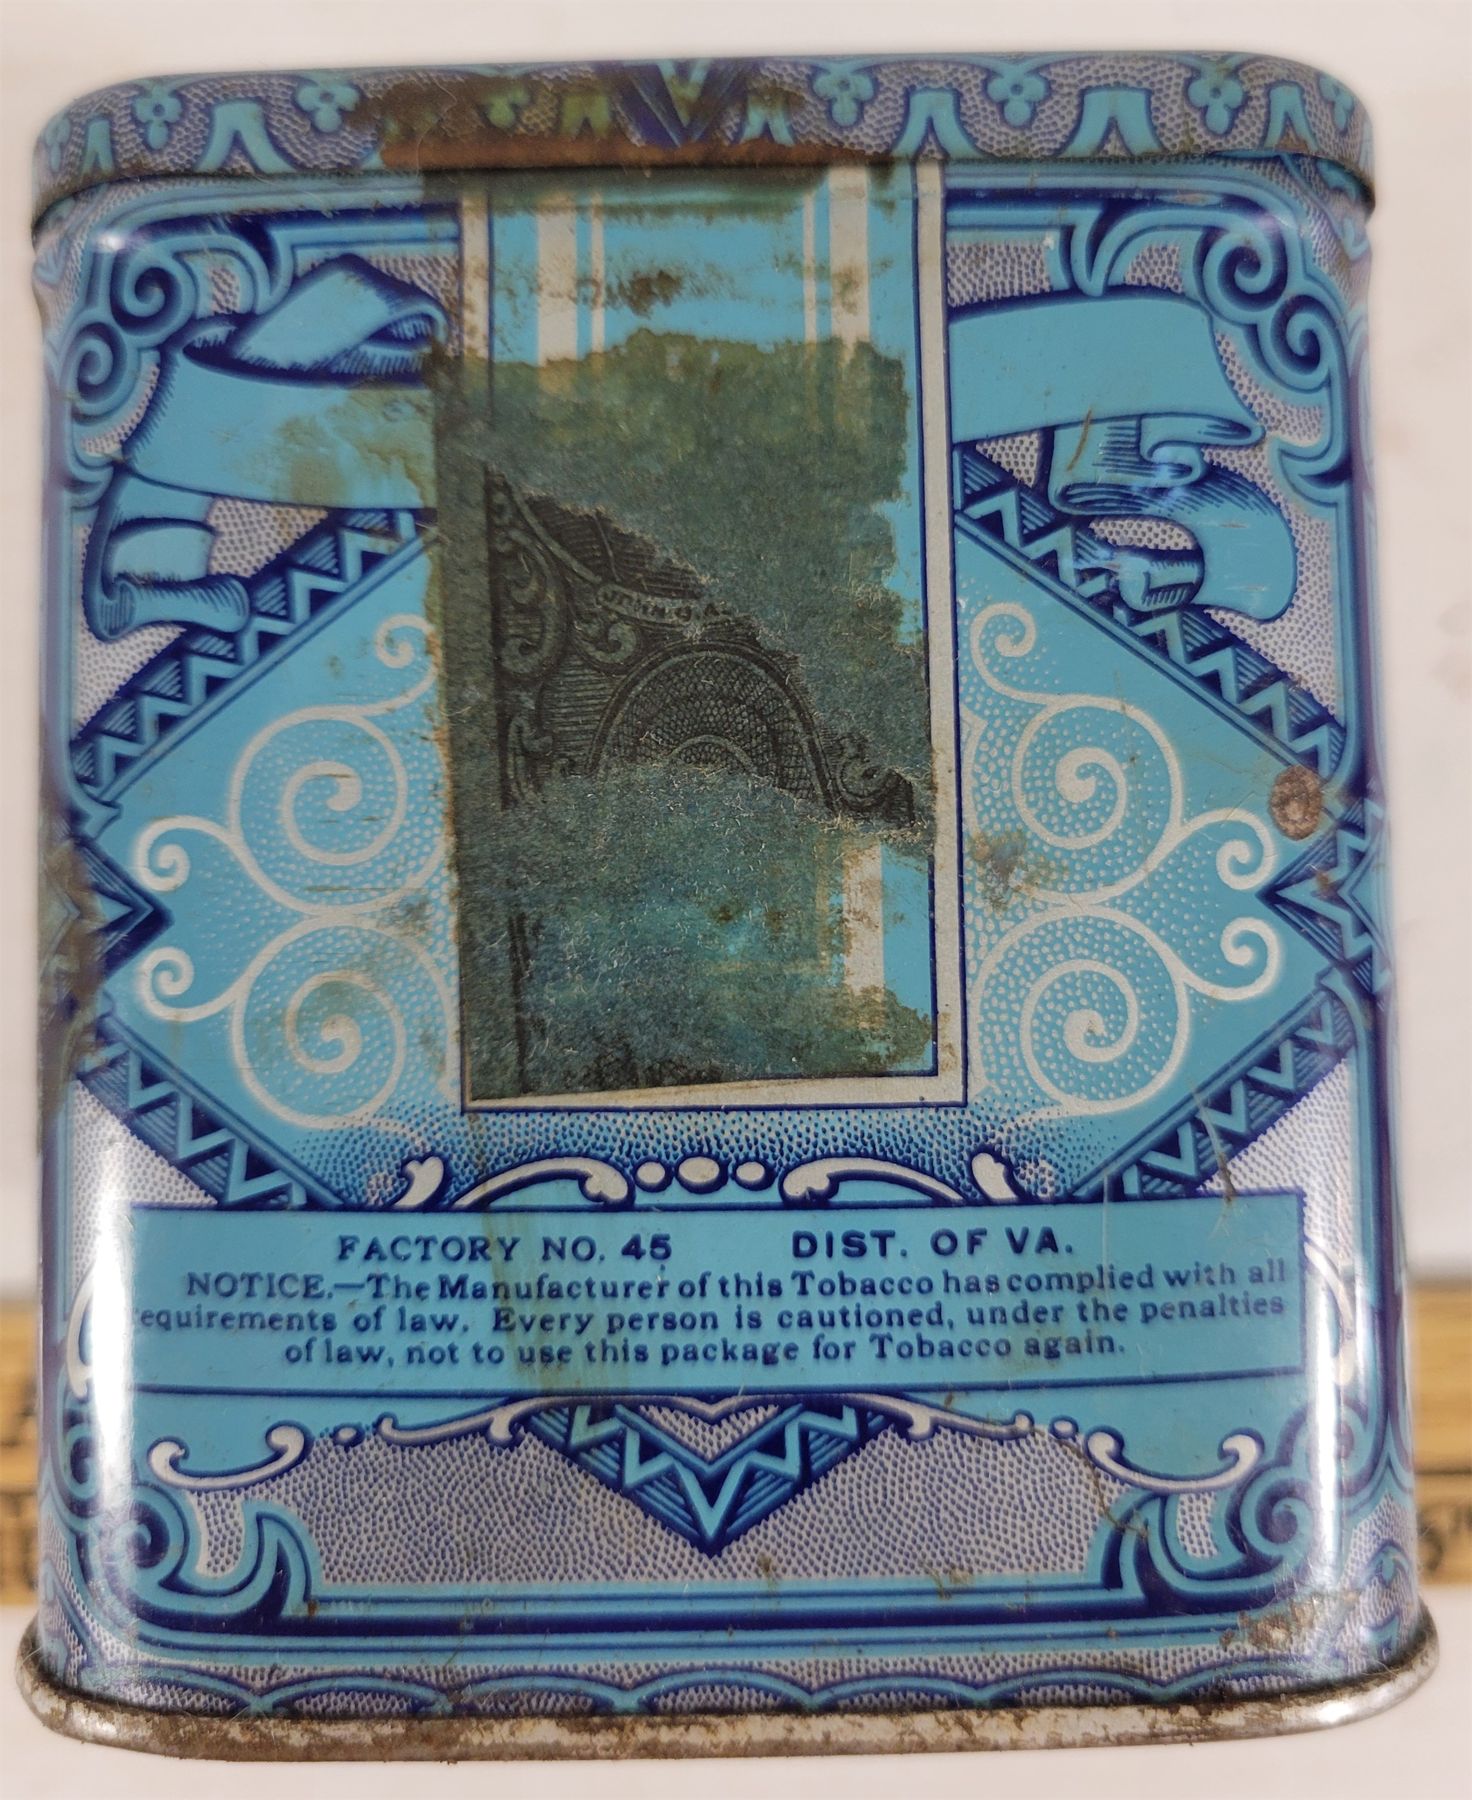 FACTORY NO. 45 DIST. OF VA.
NOTICE.—The Manufacturer of this Tobacco has complied with all
requirements of law. Every person is cautioned, under the penalties
of law, not to use this package for Tobacco again.